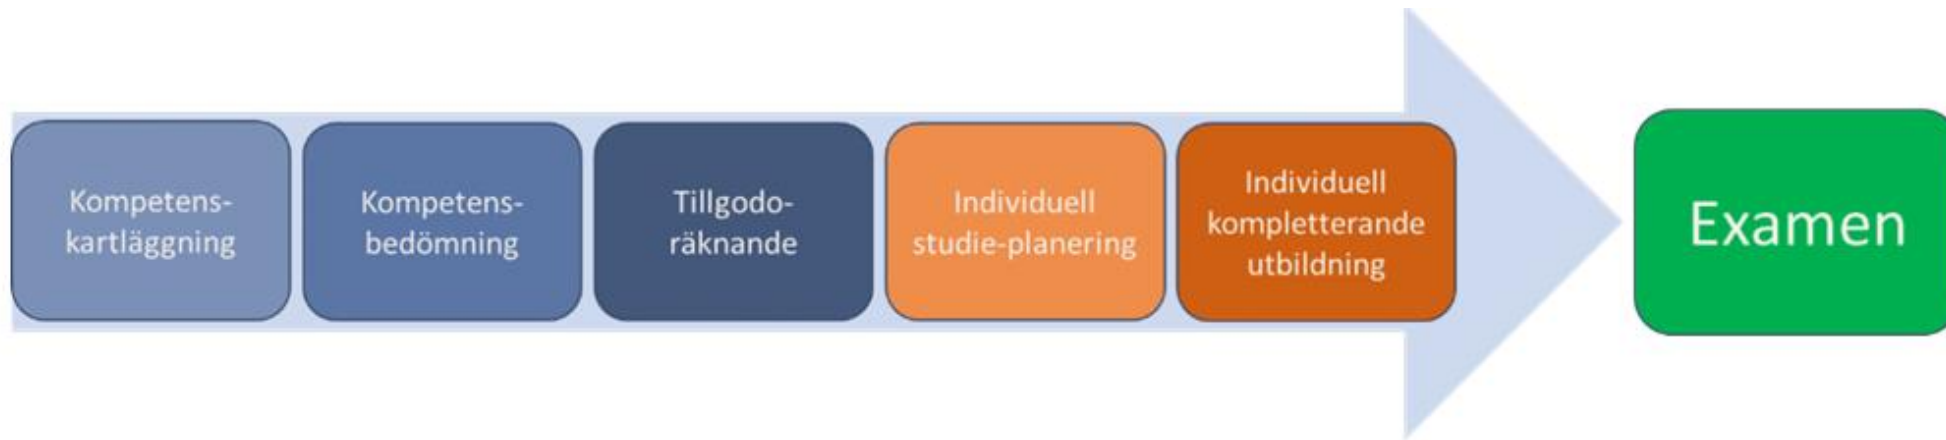 Kompetens-
kartläggning
Kompetens-
bedömning
Tillgodo-
räknande
Individuell
studie-planering
Individuell
kompletterande
utbildning
Examen